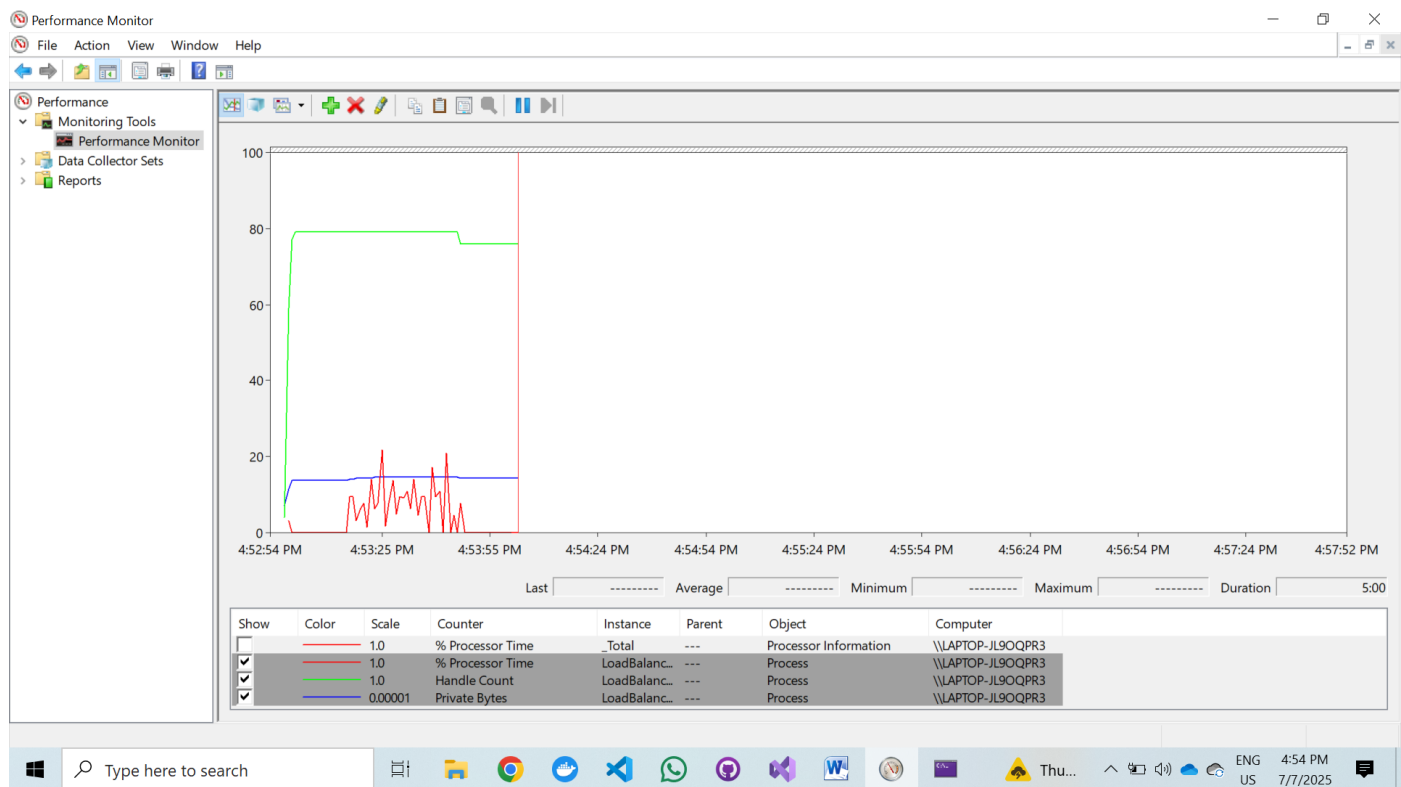 Performance Monitor
File Action View Window Help
Performance
Monitoring Tools
Performance Monitor
Data Collector Sets
Reports
100
80
60
40
20
0
4:52:54 PM 4:53:25 PM 4:53:55 PM 4:54:24 PM 4:54:54 PM 4:55:24 PM 4:55:54 PM 4:56:24 PM 4:56:54 PM 4:57:24 PM 4:57:52 PM
Last --------- Average --------- Minimum --------- Maximum --------- Duration 5:00
Show Color Scale Counter Instance Parent Object Computer
1.0 % Processor Time _Total --- Processor Information \\LAPTOP-JL9OQPR3
1.0 % Processor Time LoadBalanc... --- Process \\LAPTOP-JL9OQPR3
1.0 Handle Count LoadBalanc... --- Process \\LAPTOP-JL9OQPR3
0.00001 Private Bytes LoadBalanc... --- Process \\LAPTOP-JL9OQPR3
Type here to search Thu... ENG US 4:54 PM 7/7/2025